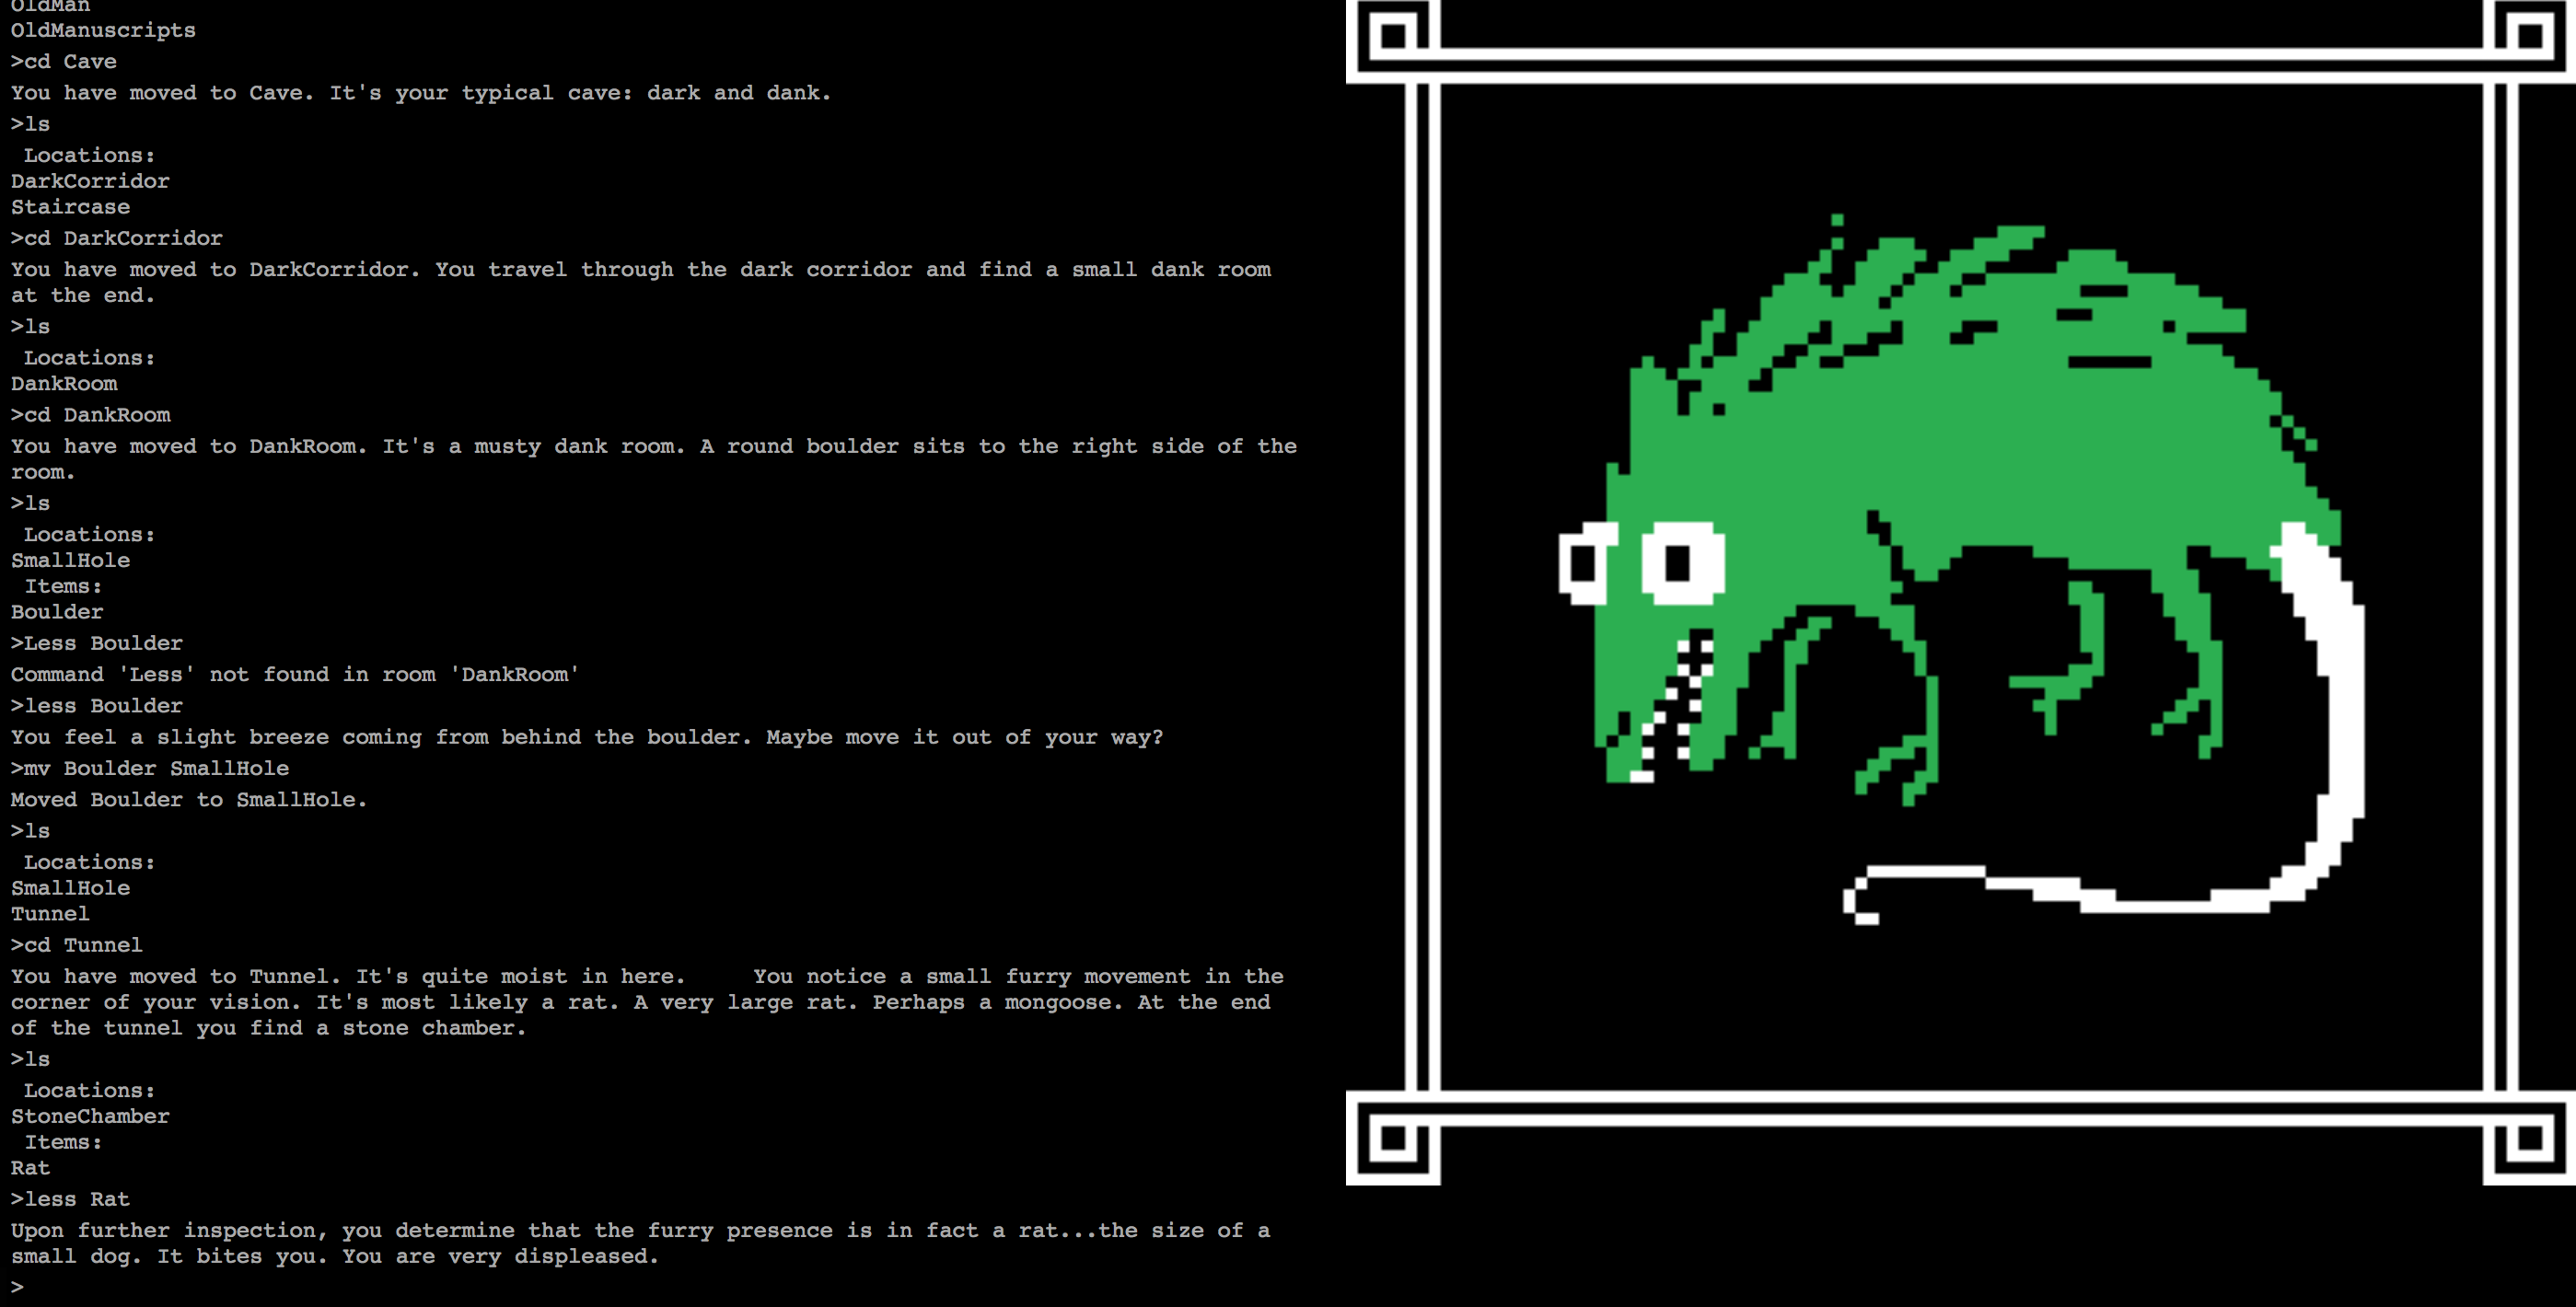 OldMan
OldManuscripts
>cd Cave
You have moved to Cave. It's your typical cave: dark and dank.
>ls
Locations:
DarkCorridor
Staircase
>cd DarkCorridor
You have moved to DarkCorridor. You travel through the dark corridor and find a small dank room
at the end.
>ls
Locations:
DankRoom
>cd DankRoom
You have moved to DankRoom. It's a musty dank room. A round boulder sits to the right side of the
room.
>ls
Locations:
SmallHole
Items:
Boulder
>Less Boulder
Command 'Less' not found in room 'DankRoom'
>less Boulder
You feel a slight breeze coming from behind the boulder. Maybe move it out of your way?
>mv Boulder SmallHole
Moved Boulder to SmallHole.
>ls
Locations:
SmallHole
Tunnel
>cd Tunnel
You have moved to Tunnel. It's quite moist in here.     You notice a small furry movement in the
corner of your vision. It's most likely a rat. A very large rat. Perhaps a mongoose. At the end
of the tunnel you find a stone chamber.
>ls
Locations:
StoneChamber
Items:
Rat
>less Rat
Upon further inspection, you determine that the furry presence is in fact a rat...the size of a
small dog. It bites you. You are very displeased.
>